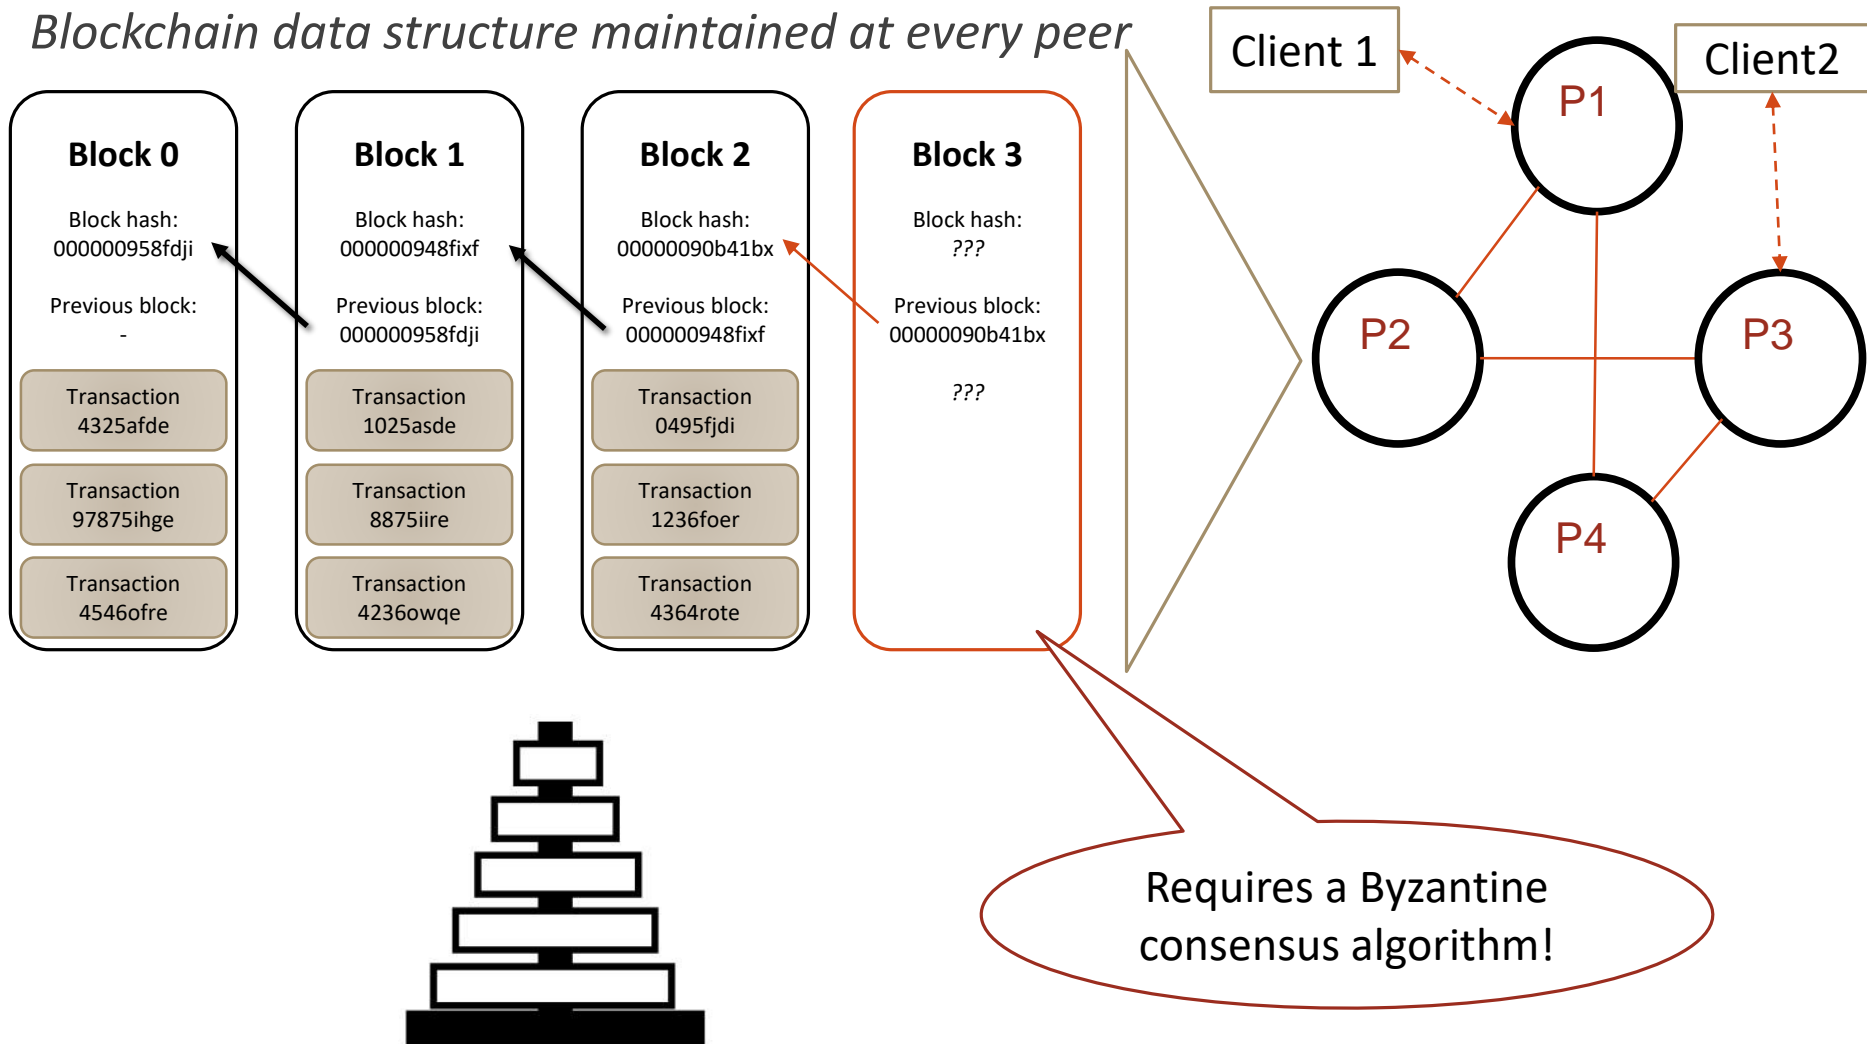 Blockchain data structure maintained at every peer
Block 0
Block hash:
000000958fdji
Previous block:
-
Transaction
4325afde
Transaction
97875ihge
Transaction
4546ofre
Block 1
Block hash:
000000948fixf
Previous block:
000000958fdji
Transaction
1025asde
Transaction
8875iire
Transaction
4236owqe
Block 2
Block hash:
00000090b41bx
Previous block:
000000948fixf
Transaction
0495fjdi
Transaction
1236foer
Transaction
4364rote
Block 3
Block hash:
???
Previous block:
00000090b41bx
???
Client 1
Client2
P1
P2
P3
P4
Requires a Byzantine
consensus algorithm!